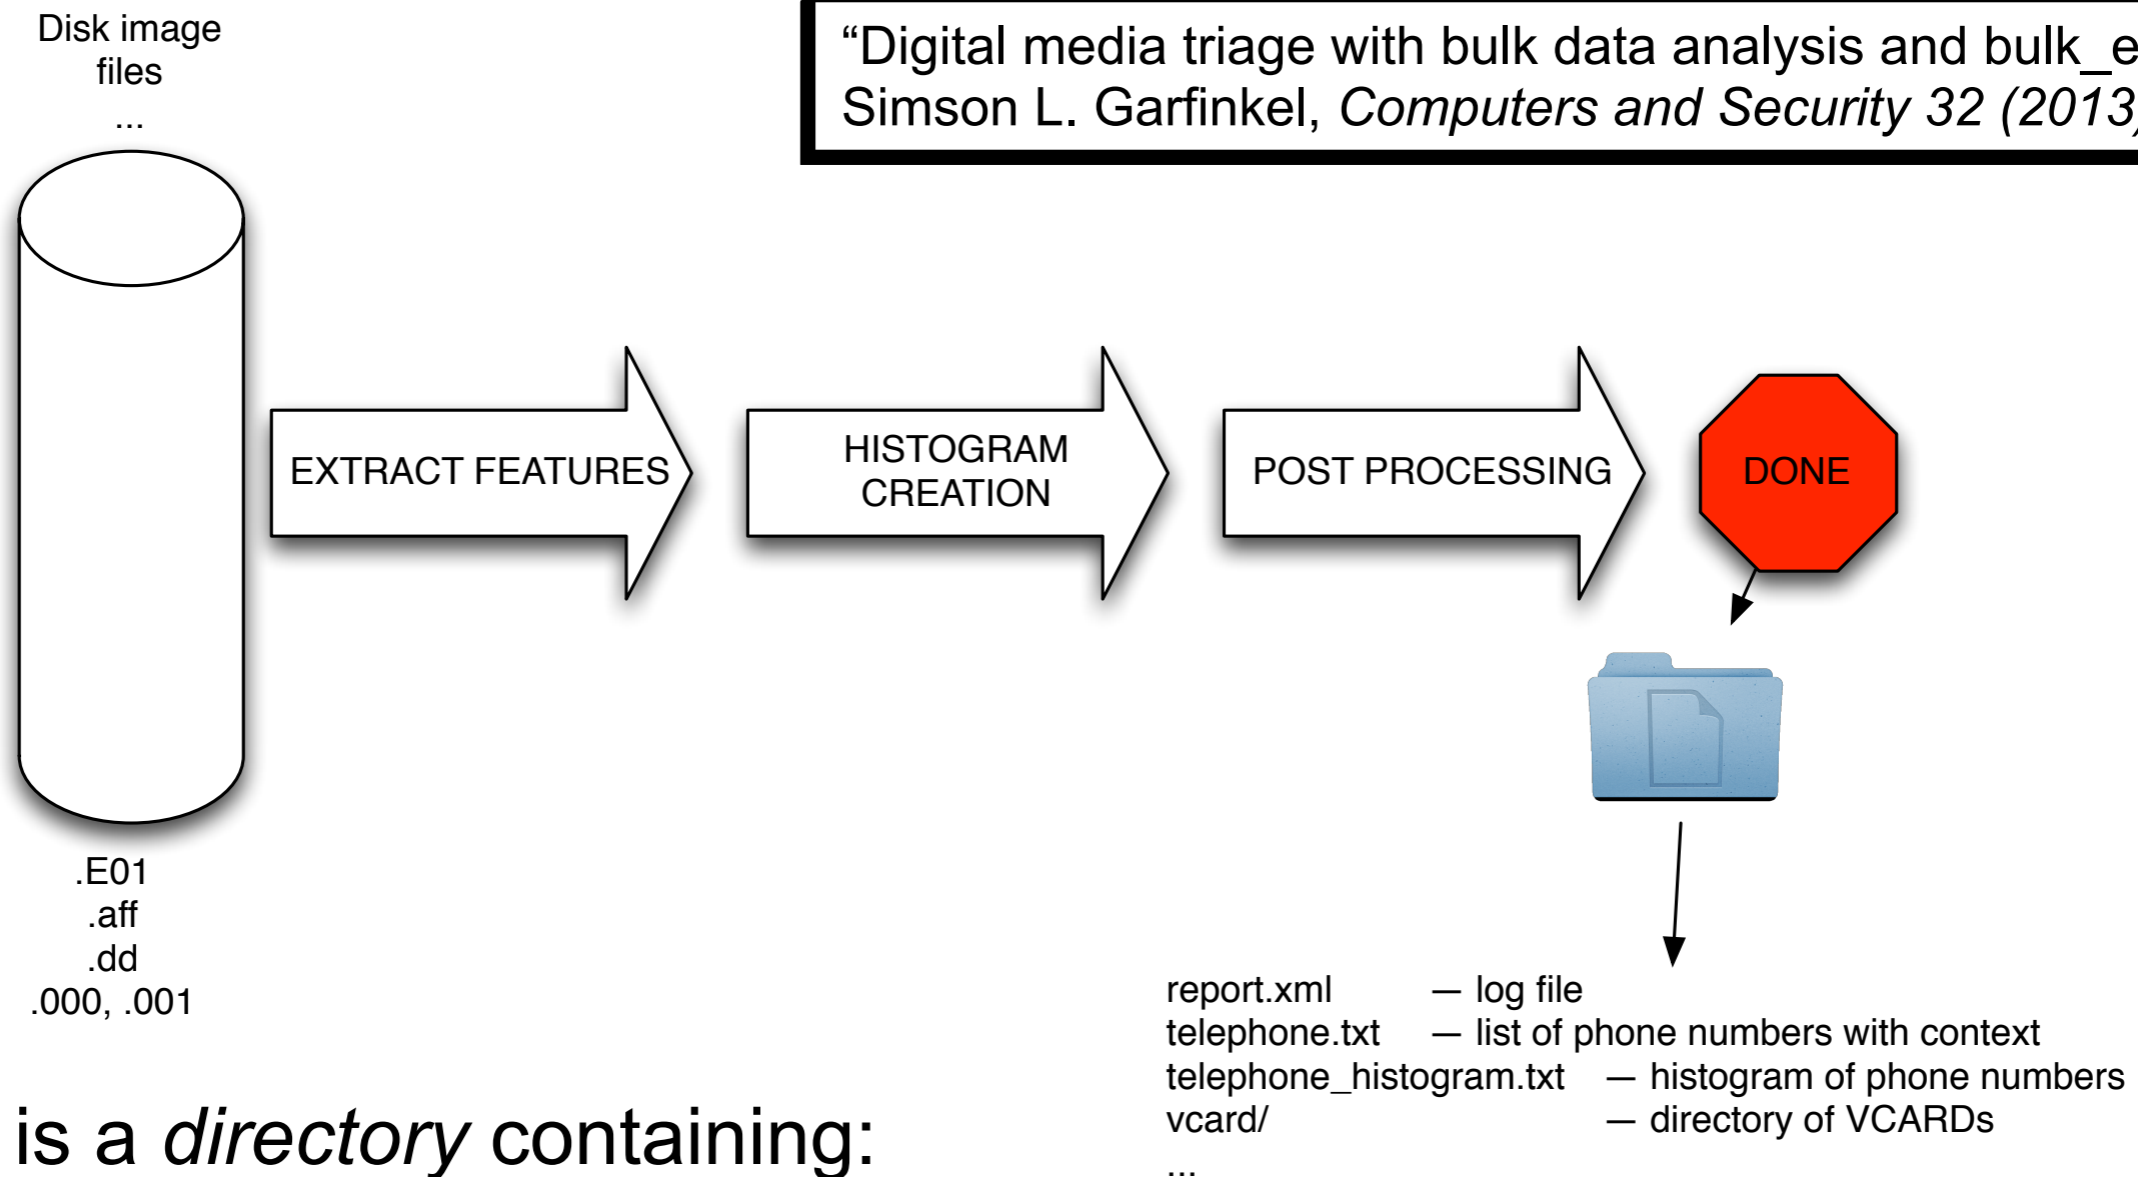 Disk image
files
...
“Digital media triage with bulk data analysis and bulk_e
Simson L. Garfinkel, Computers and Security 32 (2013)
EXTRACT FEATURES
HISTOGRAM
CREATION
POST PROCESSING
DONE
.E01
.aff
.dd
.000, .001
report.xml — log file
telephone.txt — list of phone numbers with context
telephone_histogram.txt — histogram of phone numbers
vcard/ — directory of VCARDs
...
is a directory containing: